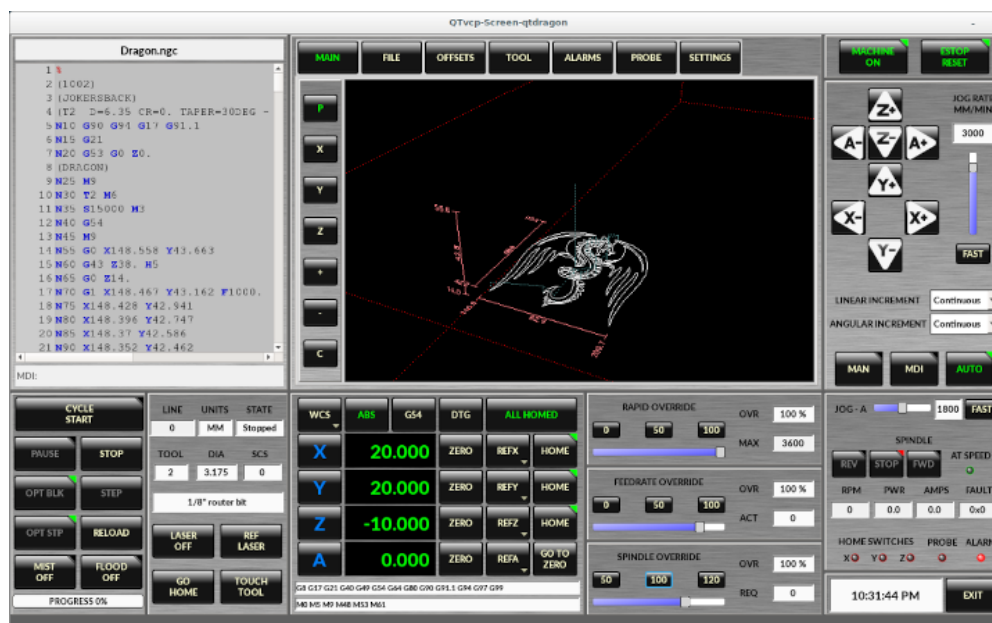 QTvcp-Screen-qtdragon
Dragon.ngc
1 %
2 (1002)
3 (JOKERSBACK)
4 (T2 D=6.35 CR=0. TAPER=30DEG -
5 N10 G90 G94 G17 G91.1
6 N15 G21
7 N20 G53 G0 Z0.
8 (DRAGON)
9 N25 M9
10 N30 T2 M6
11 N35 S15000 M3
12 N40 G54
13 N45 M9
14 N55 G0 X148.558 Y43.663
15 N60 G43 Z38. H5
16 N65 G0 Z14.
17 N70 G1 X148.467 Y43.162 F1000.
18 N75 X148.428 Y42.941
19 N80 X148.396 Y42.747
20 N85 X148.37 Y42.586
21 N90 X148.352 Y42.462
MDI:
MAIN FILE OFFSETS TOOL ALARMS PROBE SETTINGS
P
X
Y
Z
+
-
C
MACHINE ON ESTOP RESET
JOG RATE
MM/MIN
3000
Z+
A- Z- A+
Y+
X- X+
Y-
FAST
LINEAR INCREMENT Continuous
ANGULAR INCREMENT Continuous
MAN MDI AUTO
CYCLE START
PAUSE STOP
OPT BLK STEP
OPT STP RELOAD
MIST OFF FLOOD OFF
PROGRESS 0%
LINE UNITS STATE
0 MM Stopped
TOOL DIA SCS
2 3.175 0
1/8" router bit
LASER OFF REF LASER
GO HOME TOUCH TOOL
WCS ABS G54 DTG ALL HOMED
X 20.000 ZERO REFX HOME
Y 20.000 ZERO REFY HOME
Z -10.000 ZERO REFZ HOME
A 0.000 ZERO REFA GO TO ZERO
G8 G17 G21 G40 G49 G54 G64 G80 G90 G91.1 G94 G97 G99
M0 M5 M9 M48 M53 M61
RAPID OVERRIDE OVR 100 %
0 50 100 MAX 3600
FEEDRATE OVERRIDE OVR 100 %
0 50 100 ACT 0
SPINDLE OVERRIDE OVR 100 %
50 100 120 REQ 0
JOG - A 1800 FAST
SPINDLE
REV STOP FWD AT SPEED
RPM PWR AMPS FAULT
0 0.0 0.0 0x0
HOME SWITCHES PROBE ALARM
X Y Z
10:31:44 PM EXIT